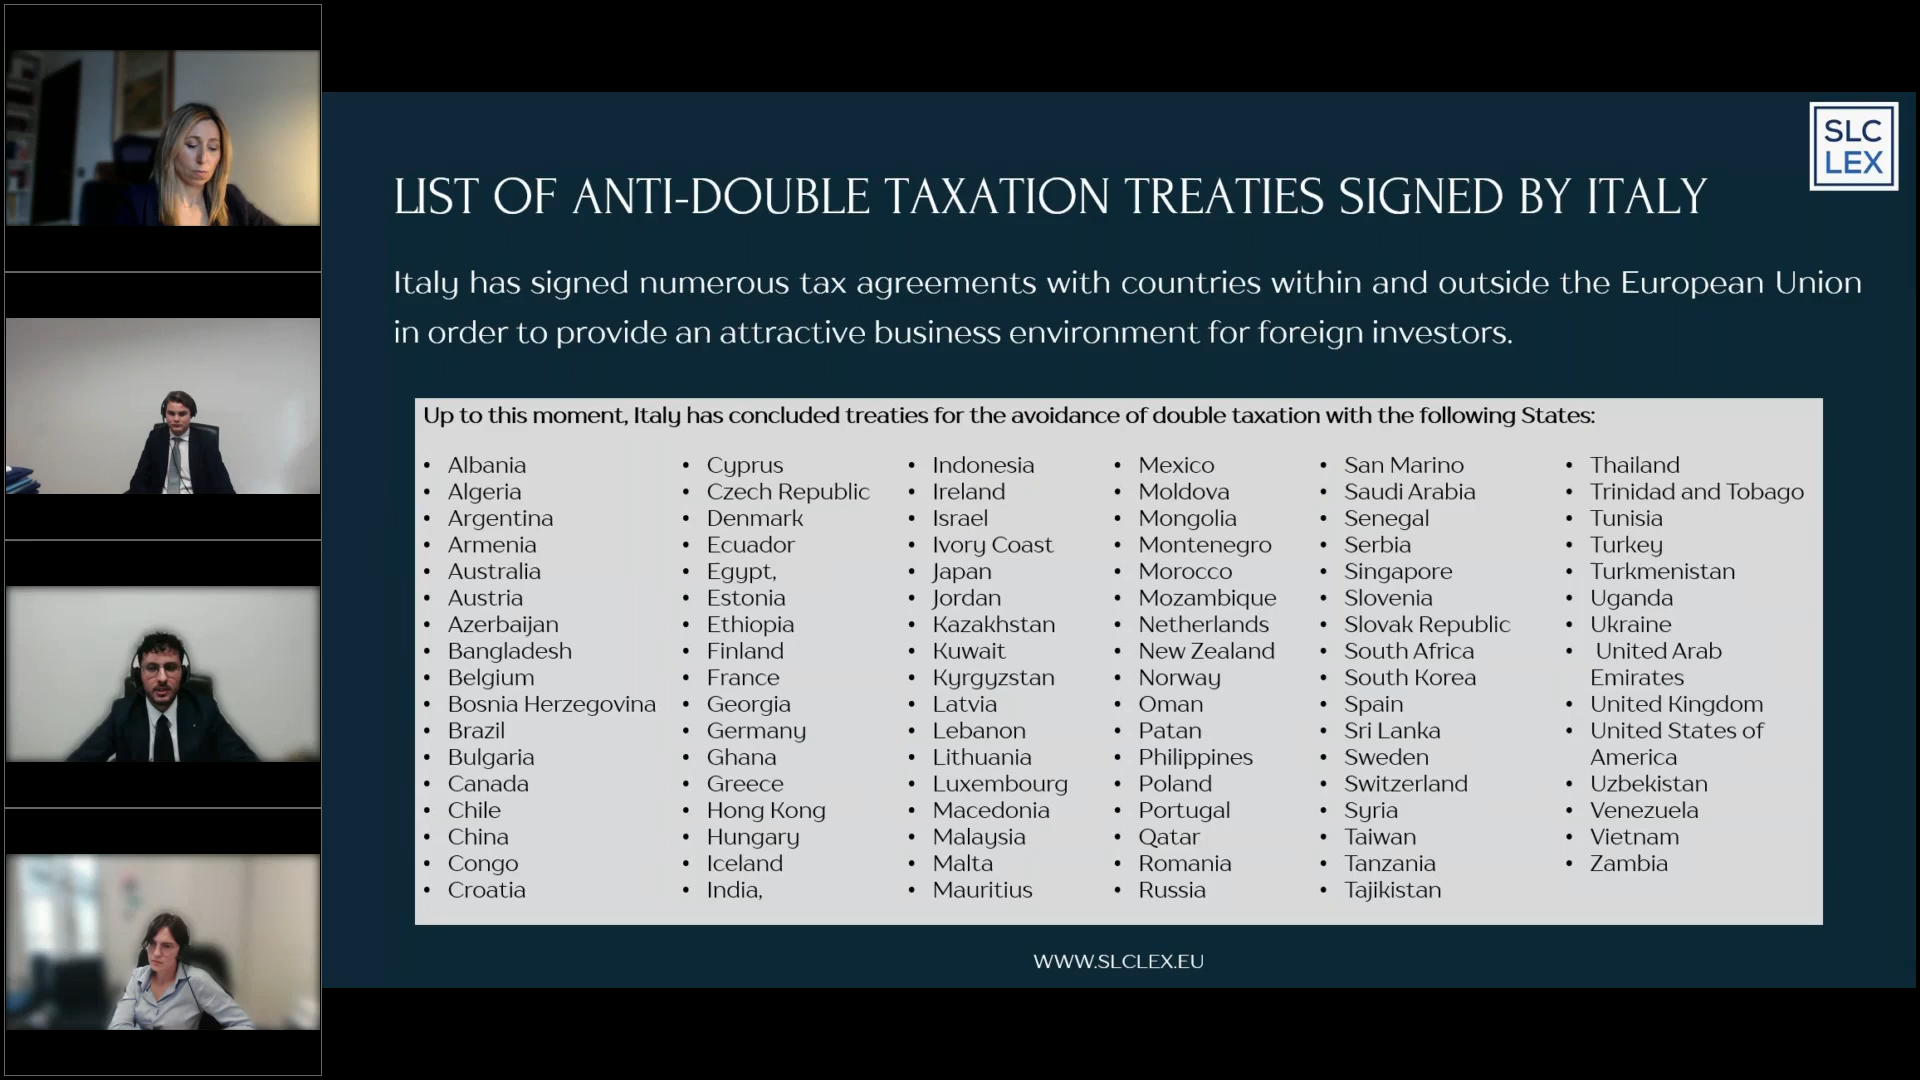 SLC
LEX
LIST OF ANTI-DOUBLE TAXATION TREATIES SIGNED BY ITALY
Italy has signed numerous tax agreements with countries within and outside the European Union
in order to provide an attractive business environment for foreign investors.
Up to this moment, Italy has concluded treaties for the avoidance of double taxation with the following States:
• Albania
• Algeria
• Argentina
• Armenia
• Australia
• Austria
• Azerbaijan
• Bangladesh
• Belgium
• Bosnia Herzegovina
• Brazil
• Bulgaria
• Canada
• Chile
• China
• Congo
• Croatia
• Cyprus
• Czech Republic
• Denmark
• Ecuador
• Egypt,
• Estonia
• Ethiopia
• Finland
• France
• Georgia
• Germany
• Ghana
• Greece
• Hong Kong
• Hungary
• Iceland
• India,
• Indonesia
• Ireland
• Israel
• Ivory Coast
• Japan
• Jordan
• Kazakhstan
• Kuwait
• Kyrgyzstan
• Latvia
• Lebanon
• Lithuania
• Luxembourg
• Macedonia
• Malaysia
• Malta
• Mauritius
• Mexico
• Moldova
• Mongolia
• Montenegro
• Morocco
• Mozambique
• Netherlands
• New Zealand
• Norway
• Oman
• Patan
• Philippines
• Poland
• Portugal
• Qatar
• Romania
• Russia
• San Marino
• Saudi Arabia
• Senegal
• Serbia
• Singapore
• Slovenia
• Slovak Republic
• South Africa
• South Korea
• Spain
• Sri Lanka
• Sweden
• Switzerland
• Syria
• Taiwan
• Tanzania
• Tajikistan
• Thailand
• Trinidad and Tobago
• Tunisia
• Turkey
• Turkmenistan
• Uganda
• Ukraine
• United Arab
Emirates
• United Kingdom
• United States of
America
• Uzbekistan
• Venezuela
• Vietnam
• Zambia
WWW.SLCLEX.EU